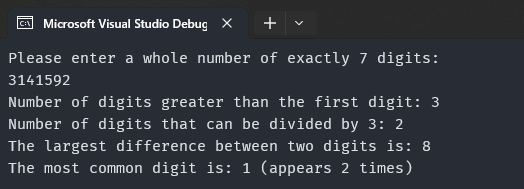 Microsoft Visual Studio Debug
Please enter a whole number of exactly 7 digits:
3141592
Number of digits greater than the first digit: 3
Number of digits that can be divided by 3: 2
The largest difference between two digits is: 8
The most common digit is: 1 (appears 2 times)